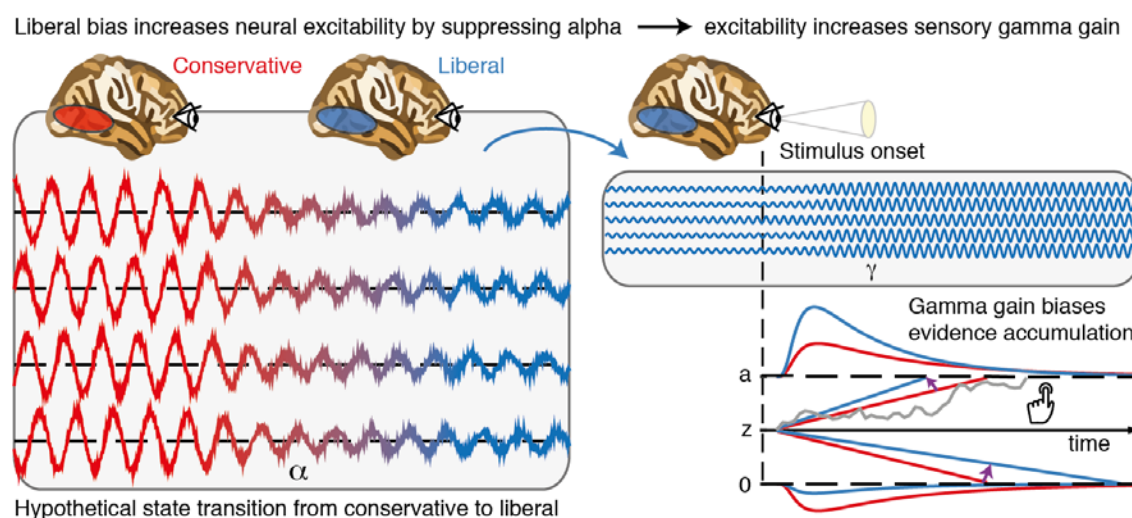 Liberal bias increases neural excitability by suppressing alpha ⟶ excitability increases sensory gamma gain
Conservative
Liberal
Stimulus onset
γ
α
Hypothetical state transition from conservative to liberal
Gamma gain biases
evidence accumulation
a
z
time
0